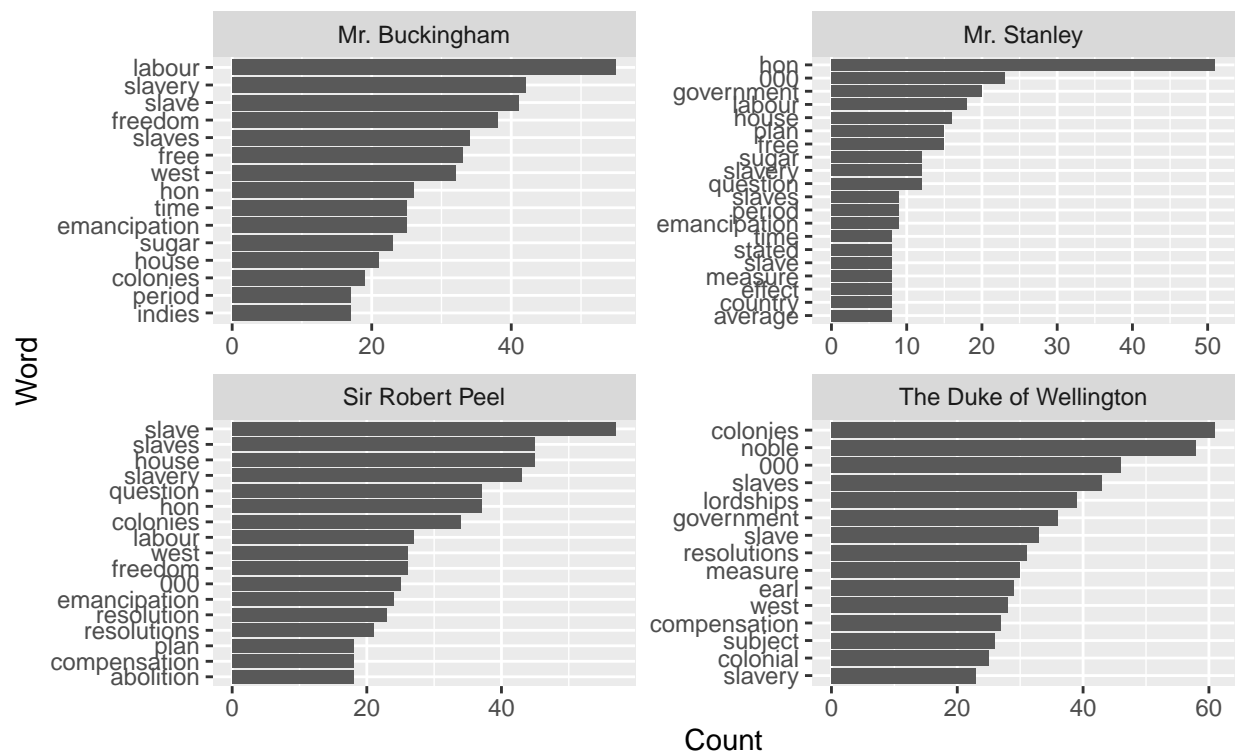 Mr. Buckingham
labour
slavery
slave
freedom
slaves
free
west
hon
time
emancipation
sugar
house
colonies
period
indies
0 20 40
Mr. Stanley
hon
000
government
labour
house
plan
free
sugar
slavery
question
slaves
period
emancipation
time
stated
slave
measure
effect
country
average
0 10 20 30 40 50
Sir Robert Peel
slave
slaves
house
slavery
question
hon
colonies
labour
west
freedom
000
emancipation
resolution
resolutions
plan
compensation
abolition
0 20 40
The Duke of Wellington
colonies
noble
000
slaves
lordships
government
slave
resolutions
measure
earl
west
compensation
subject
colonial
slavery
0 20 40 60
Word
Count